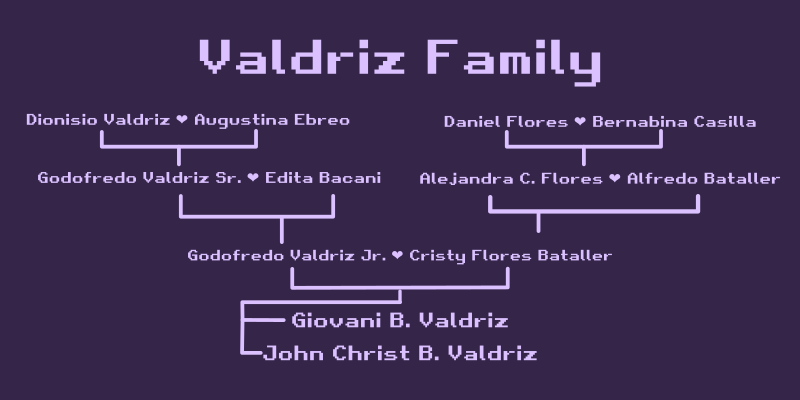 Valdriz Family
Dionisio Valdriz ❤ Augustina Ebreo
Daniel Flores ❤ Bernabina Casilla
Godofredo Valdriz Sr. ❤ Edita Bacani
Alejandra C. Flores ❤ Alfredo Bataller
Godofredo Valdriz Jr. ❤ Cristy Flores Bataller
Giovani B. Valdriz
John Christ B. Valdriz